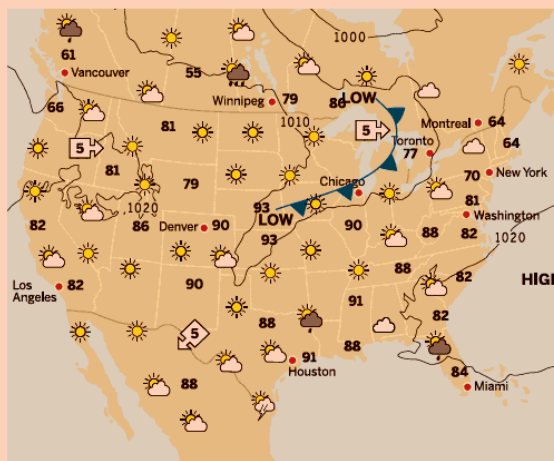 1000
61
Vancouver
55
66
Winnipeg
79
86
LOW
1010
Montreal
64
81
5
5
Toronto
77
64
81
79
Chicago
70
New York
1020
93
LOW
81
Washington
82
86
Denver
90
93
90
88
82
1020
88
82
HIGH
Los
Angeles
82
90
91
82
88
5
88
91
Houston
88
84
Miami